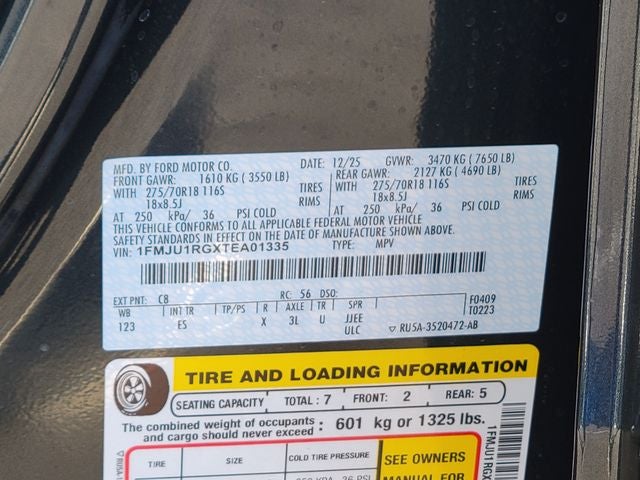 MFD. BY FORD MOTOR CO. DATE: 12/25 GVWR: 3470 KG ( 7650 LB)
FRONT GAWR: 1610 KG ( 3550 LB) REAR GAWR: 2127 KG ( 4690 LB)
WITH 275/70R18 116S TIRES WITH 275/70R18 116S TIRES
18x8.5J RIMS 18x8.5J RIMS
AT 250 kPa/ 36 PSI COLD AT 250 kPa/ 36 PSI COLD
THIS VEHICLE CONFORMS TO ALL APPLICABLE FEDERAL MOTOR VEHICLE
SAFETY STANDARDS IN EFFECT ON THE DATE OF MANUFACTURE SHOWN ABOVE.
VIN: 1FMJU1RGXTEA01335 TYPE: MPV
EXT PNT: C8 RC: 56 DSO: F0409
WB INT TR TP/PS R AXLE TR SPR T0223
123 ES X 3L U JJEE
ULC ▽ RU5A-3520472-AB
TIRE AND LOADING INFORMATION
SEATING CAPACITY TOTAL : 7 FRONT: 2 REAR: 5
The combined weight of occupants
and cargo should never exceed : 601 kg or 1325 lbs.
TIRE SIZE COLD TIRE PRESSURE SEE OWNERS
MANUAL FOR
1FMJU1RGX